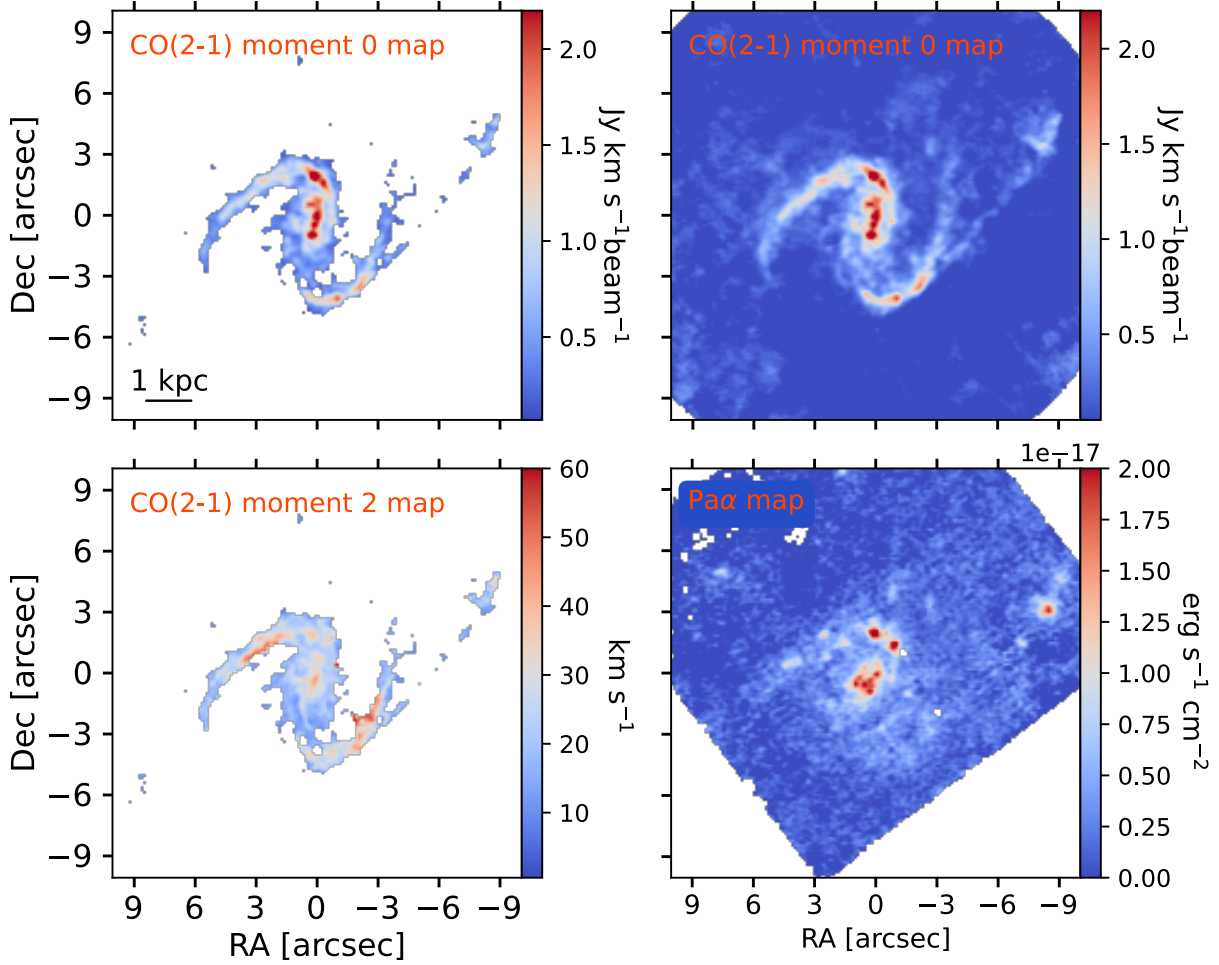 CO(2-1) moment 0 map
9
6
3
0
−3
−6
−9
Dec [arcsec]
1 kpc
2.0
1.5
1.0
0.5
Jy km s⁻¹beam⁻¹
CO(2-1) moment 0 map
2.0
1.5
1.0
0.5
Jy km s⁻¹beam⁻¹
CO(2-1) moment 2 map
9
6
3
0
−3
−6
−9
Dec [arcsec]
9 6 3 0 −3 −6 −9
RA [arcsec]
60
50
40
30
20
10
km s⁻¹
1e−17
Paα map
9 6 3 0 −3 −6 −9
RA [arcsec]
2.00
1.75
1.50
1.25
1.00
0.75
0.50
0.25
0.00
erg s⁻¹ cm⁻²